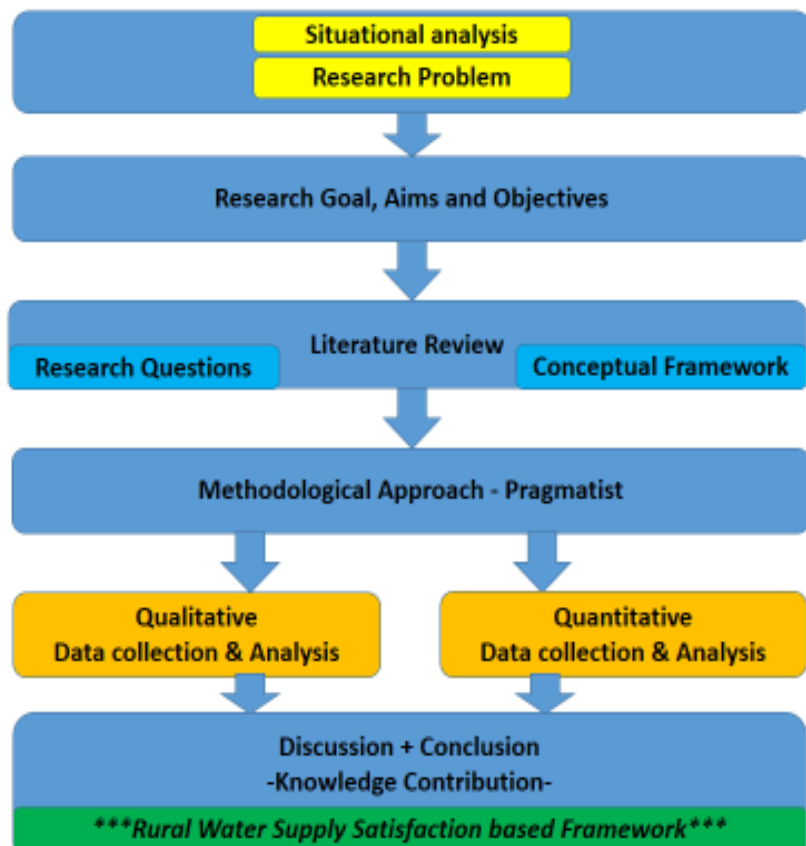 Situational analysis
Research Problem
Research Goal, Aims and Objectives
Literature Review
Research Questions
Conceptual Framework
Methodological Approach - Pragmatist
Qualitative
Data collection & Analysis
Quantitative
Data collection & Analysis
Discussion + Conclusion
-Knowledge Contribution-
***Rural Water Supply Satisfaction based Framework***